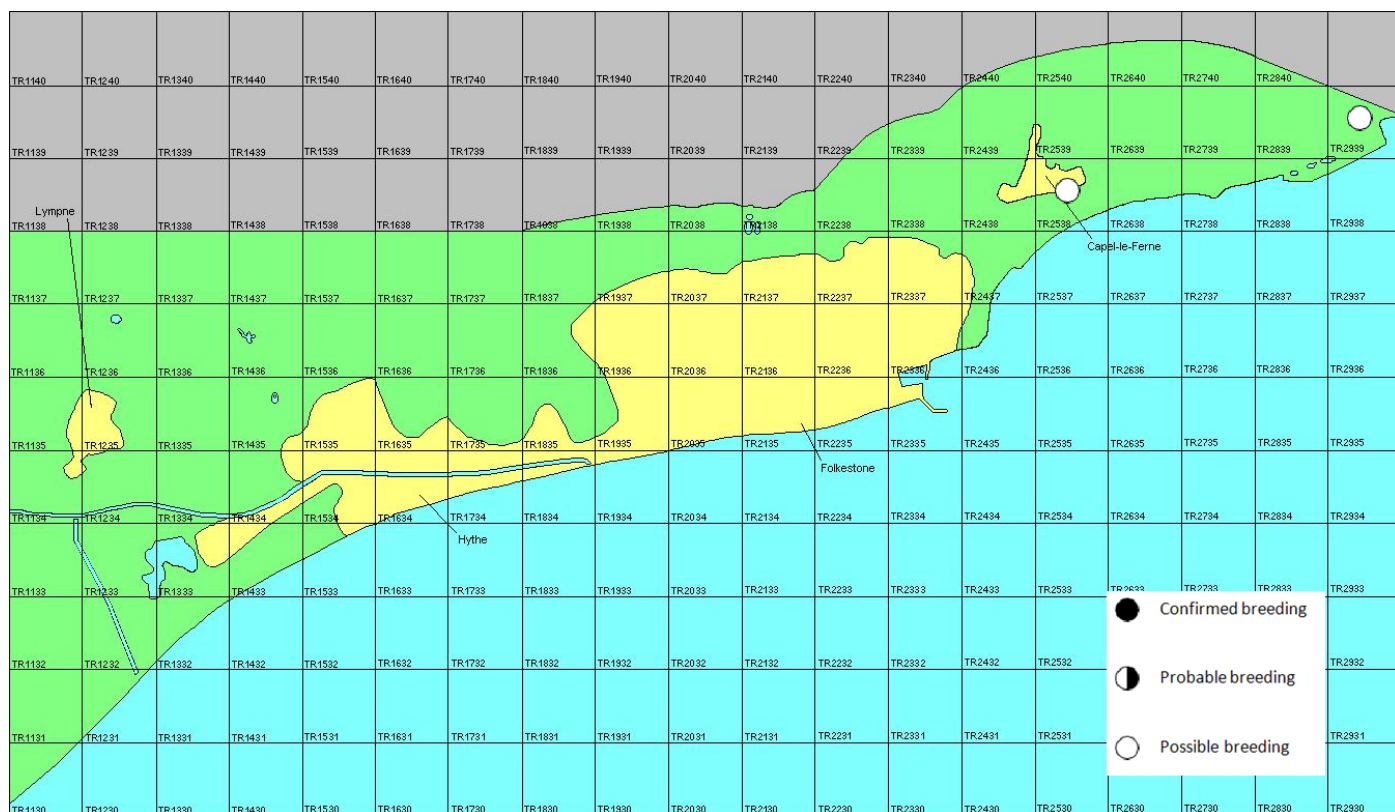 TR1140 TR1240 TR1340 TR1440 TR1540 TR1640 TR1740 TR1840 TR1940 TR2040 TR2140 TR2240 TR2340 TR2440 TR2540 TR2640 TR2740 TR2840
TR1139 TR1239 TR1339 TR1439 TR1539 TR1639 TR1739 TR1839 TR1939 TR2039 TR2139 TR2239 TR2339 TR2439 TR2539 TR2639 TR2739 TR2839 TR2939
Lympne
TR1138 TR1238 TR1338 TR1438 TR1538 TR1638 TR1738 TR1838 TR1938 TR2038 TR2138 TR2238 TR2338 TR2438 TR2538 TR2638 TR2738 TR2838 TR2938
Capel-le-Ferne
TR1137 TR1237 TR1337 TR1437 TR1537 TR1637 TR1737 TR1837 TR1937 TR2037 TR2137 TR2237 TR2337 TR2437 TR2537 TR2637 TR2737 TR2837 TR2937
TR1136 TR1236 TR1336 TR1436 TR1536 TR1636 TR1736 TR1836 TR1936 TR2036 TR2136 TR2236 TR2336 TR2436 TR2536 TR2636 TR2736 TR2836 TR2936
TR1135 TR1235 TR1335 TR1435 TR1535 TR1635 TR1735 TR1835 TR1935 TR2035 TR2135 TR2235 TR2335 TR2435 TR2535 TR2635 TR2735 TR2835 TR2935
Folkestone
TR1134 TR1234 TR1334 TR1434 TR1534 TR1634 TR1734 TR1834 TR1934 TR2034 TR2134 TR2234 TR2334 TR2434 TR2534 TR2634 TR2734 TR2834 TR2934
Hythe
TR1133 TR1233 TR1333 TR1433 TR1533 TR1633 TR1733 TR1833 TR1933 TR2033 TR2133 TR2233 TR2333 TR2433 TR2533 TR2633 TR2733 TR2833 TR2933
Confirmed breeding
TR1132 TR1232 TR1332 TR1432 TR1532 TR1632 TR1732 TR1832 TR1932 TR2032 TR2132 TR2232 TR2332 TR2432 TR2532 TR2932
Probable breeding
TR1131 TR1231 TR1331 TR1431 TR1531 TR1631 TR1731 TR1831 TR1931 TR2031 TR2131 TR2231 TR2331 TR2431 TR2531 TR2931
Possible breeding
TR1130 TR1230 TR1330 TR1430 TR1530 TR1630 TR1730 TR1830 TR1930 TR2030 TR2130 TR2230 TR2330 TR2430 TR2530 TR2630 TR2730 TR2830 TR2930